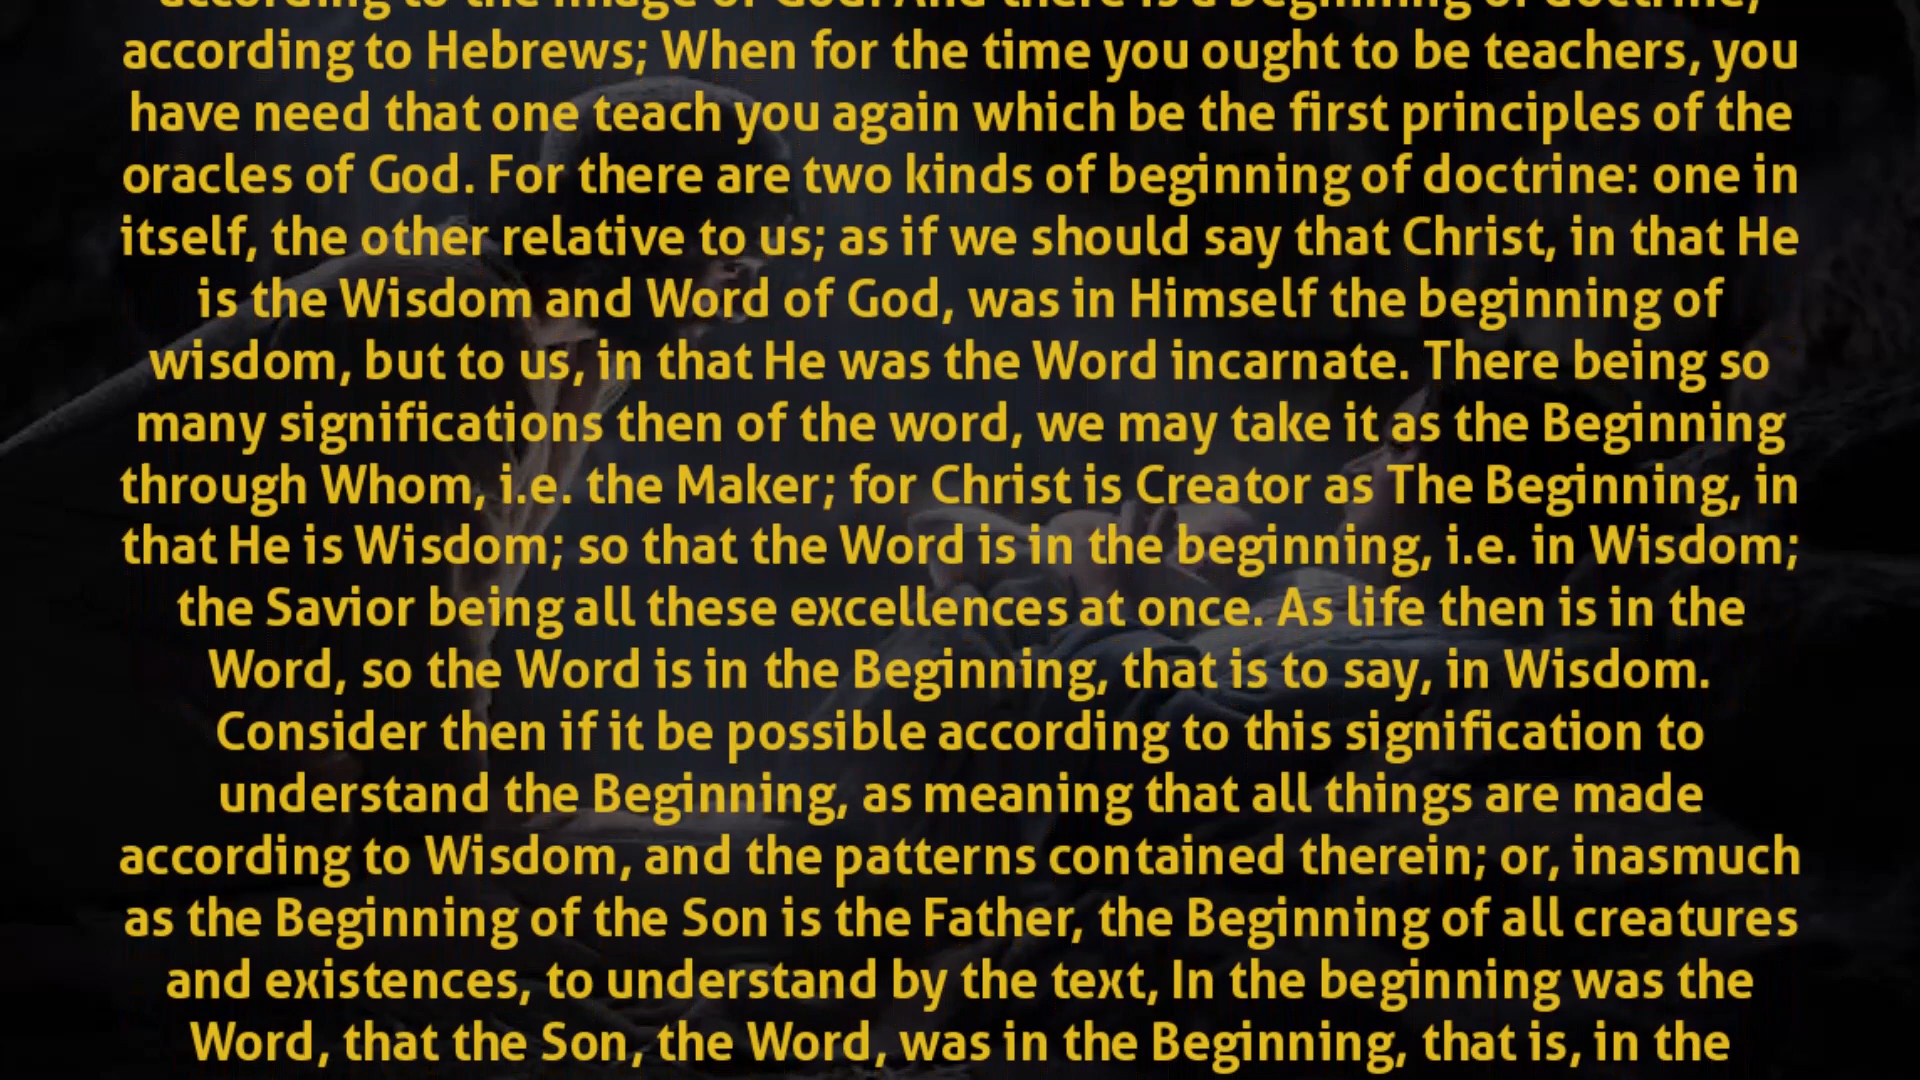 according to the image of God. And there is a beginning of doctrine,
according to Hebrews; When for the time you ought to be teachers, you
have need that one teach you again which be the first principles of the
oracles of God. For there are two kinds of beginning of doctrine: one in
itself, the other relative to us; as if we should say that Christ, in that He
is the Wisdom and Word of God, was in Himself the beginning of
wisdom, but to us, in that He was the Word incarnate. There being so
many significations then of the word, we may take it as the Beginning
through Whom, i.e. the Maker; for Christ is Creator as The Beginning, in
that He is Wisdom; so that the Word is in the beginning, i.e. in Wisdom;
the Savior being all these excellences at once. As life then is in the
Word, so the Word is in the Beginning, that is to say, in Wisdom.
Consider then if it be possible according to this signification to
understand the Beginning, as meaning that all things are made
according to Wisdom, and the patterns contained therein; or, inasmuch
as the Beginning of the Son is the Father, the Beginning of all creatures
and existences, to understand by the text, In the beginning was the
Word, that the Son, the Word, was in the Beginning, that is, in the